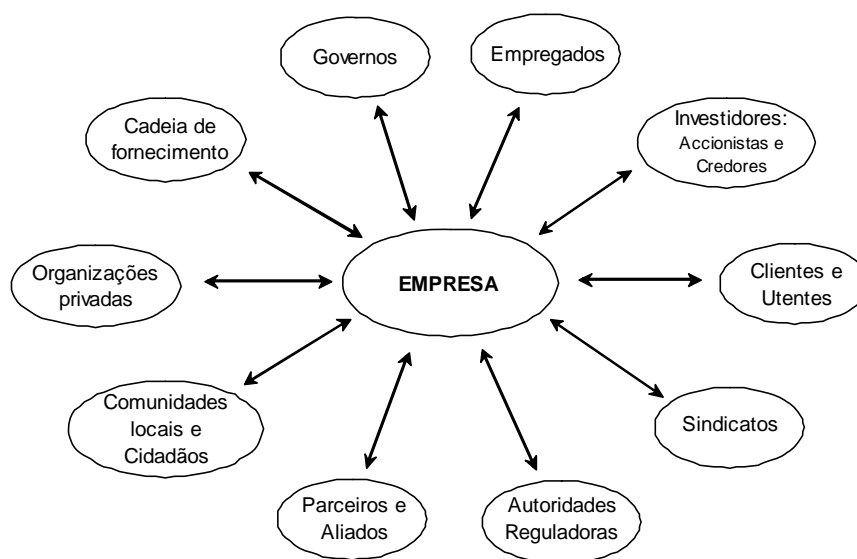 Governos
Empregados
Cadeia de
fornecimento
Investidores:
Accionistas e
Credores
Organizações
privadas
EMPRESA
Clientes e
Utentes
Comunidades
locais e
Cidadãos
Sindicatos
Parceiros e
Aliados
Autoridades
Reguladoras